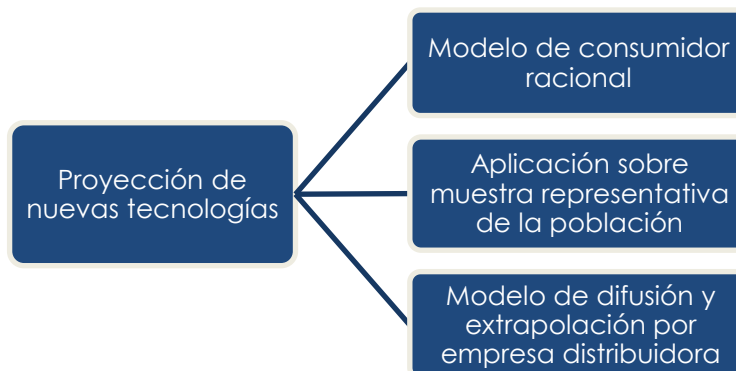 Proyección de
nuevas tecnologías
Modelo de consumidor
racional
Aplicación sobre
muestra representativa
de la población
Modelo de difusión y
extrapolación por
empresa distribuidora